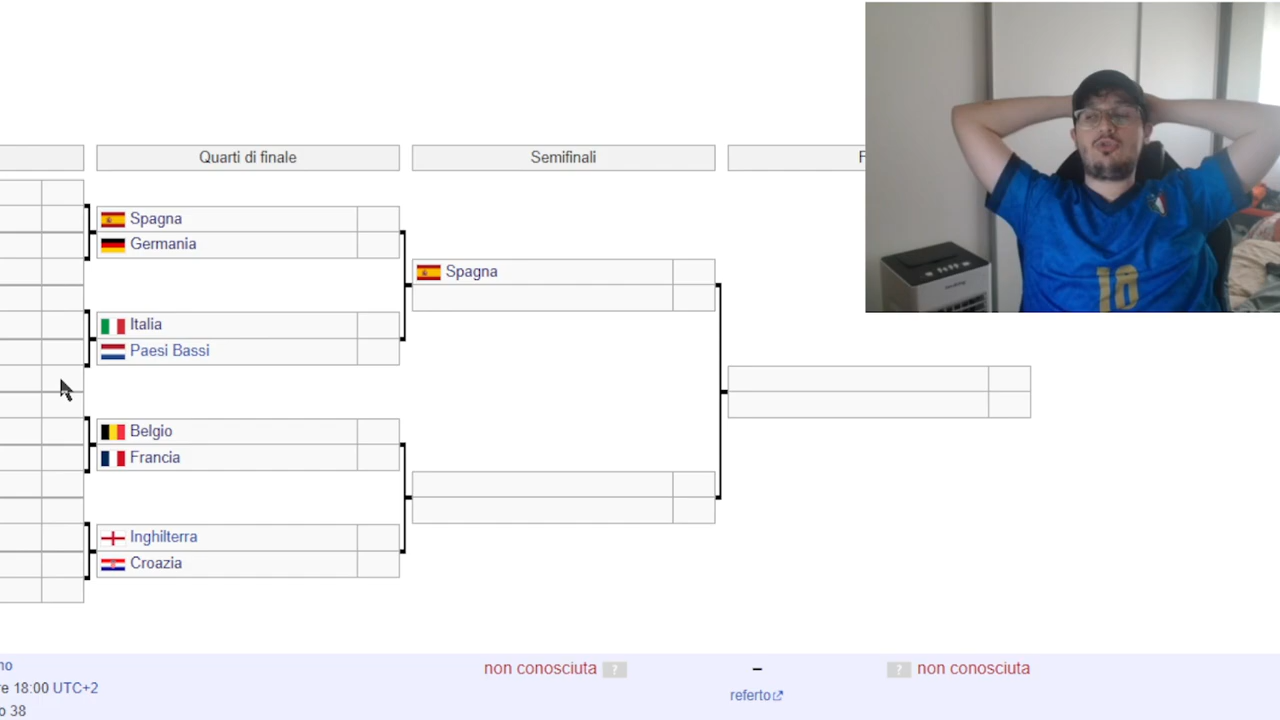 Quarti di finale
Semifinali
F
Spagna
Germania
Spagna
Italia
Paesi Bassi
Belgio
Francia
Inghilterra
Croazia
18
no
non conosciuta ?
–
? non conosciuta
re 18:00 UTC+2
referto
o 38